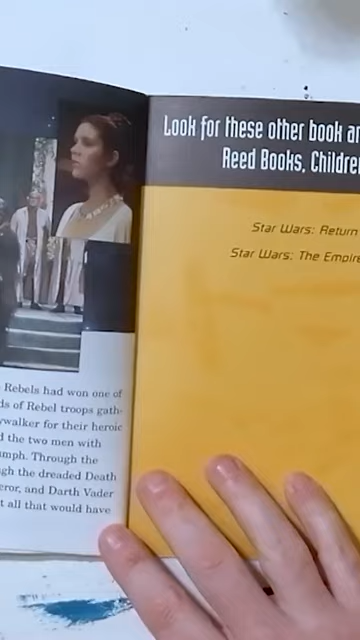 Rebels had won one of
ds of Rebel troops gath-
ywalker for their heroic
d the two men with
umph. Through the
gh the dreaded Death
eror, and Darth Vader
t all that would have
Look for these other book an
Reed Books, Childre
Star Wars: Return
Star Wars: The Empire